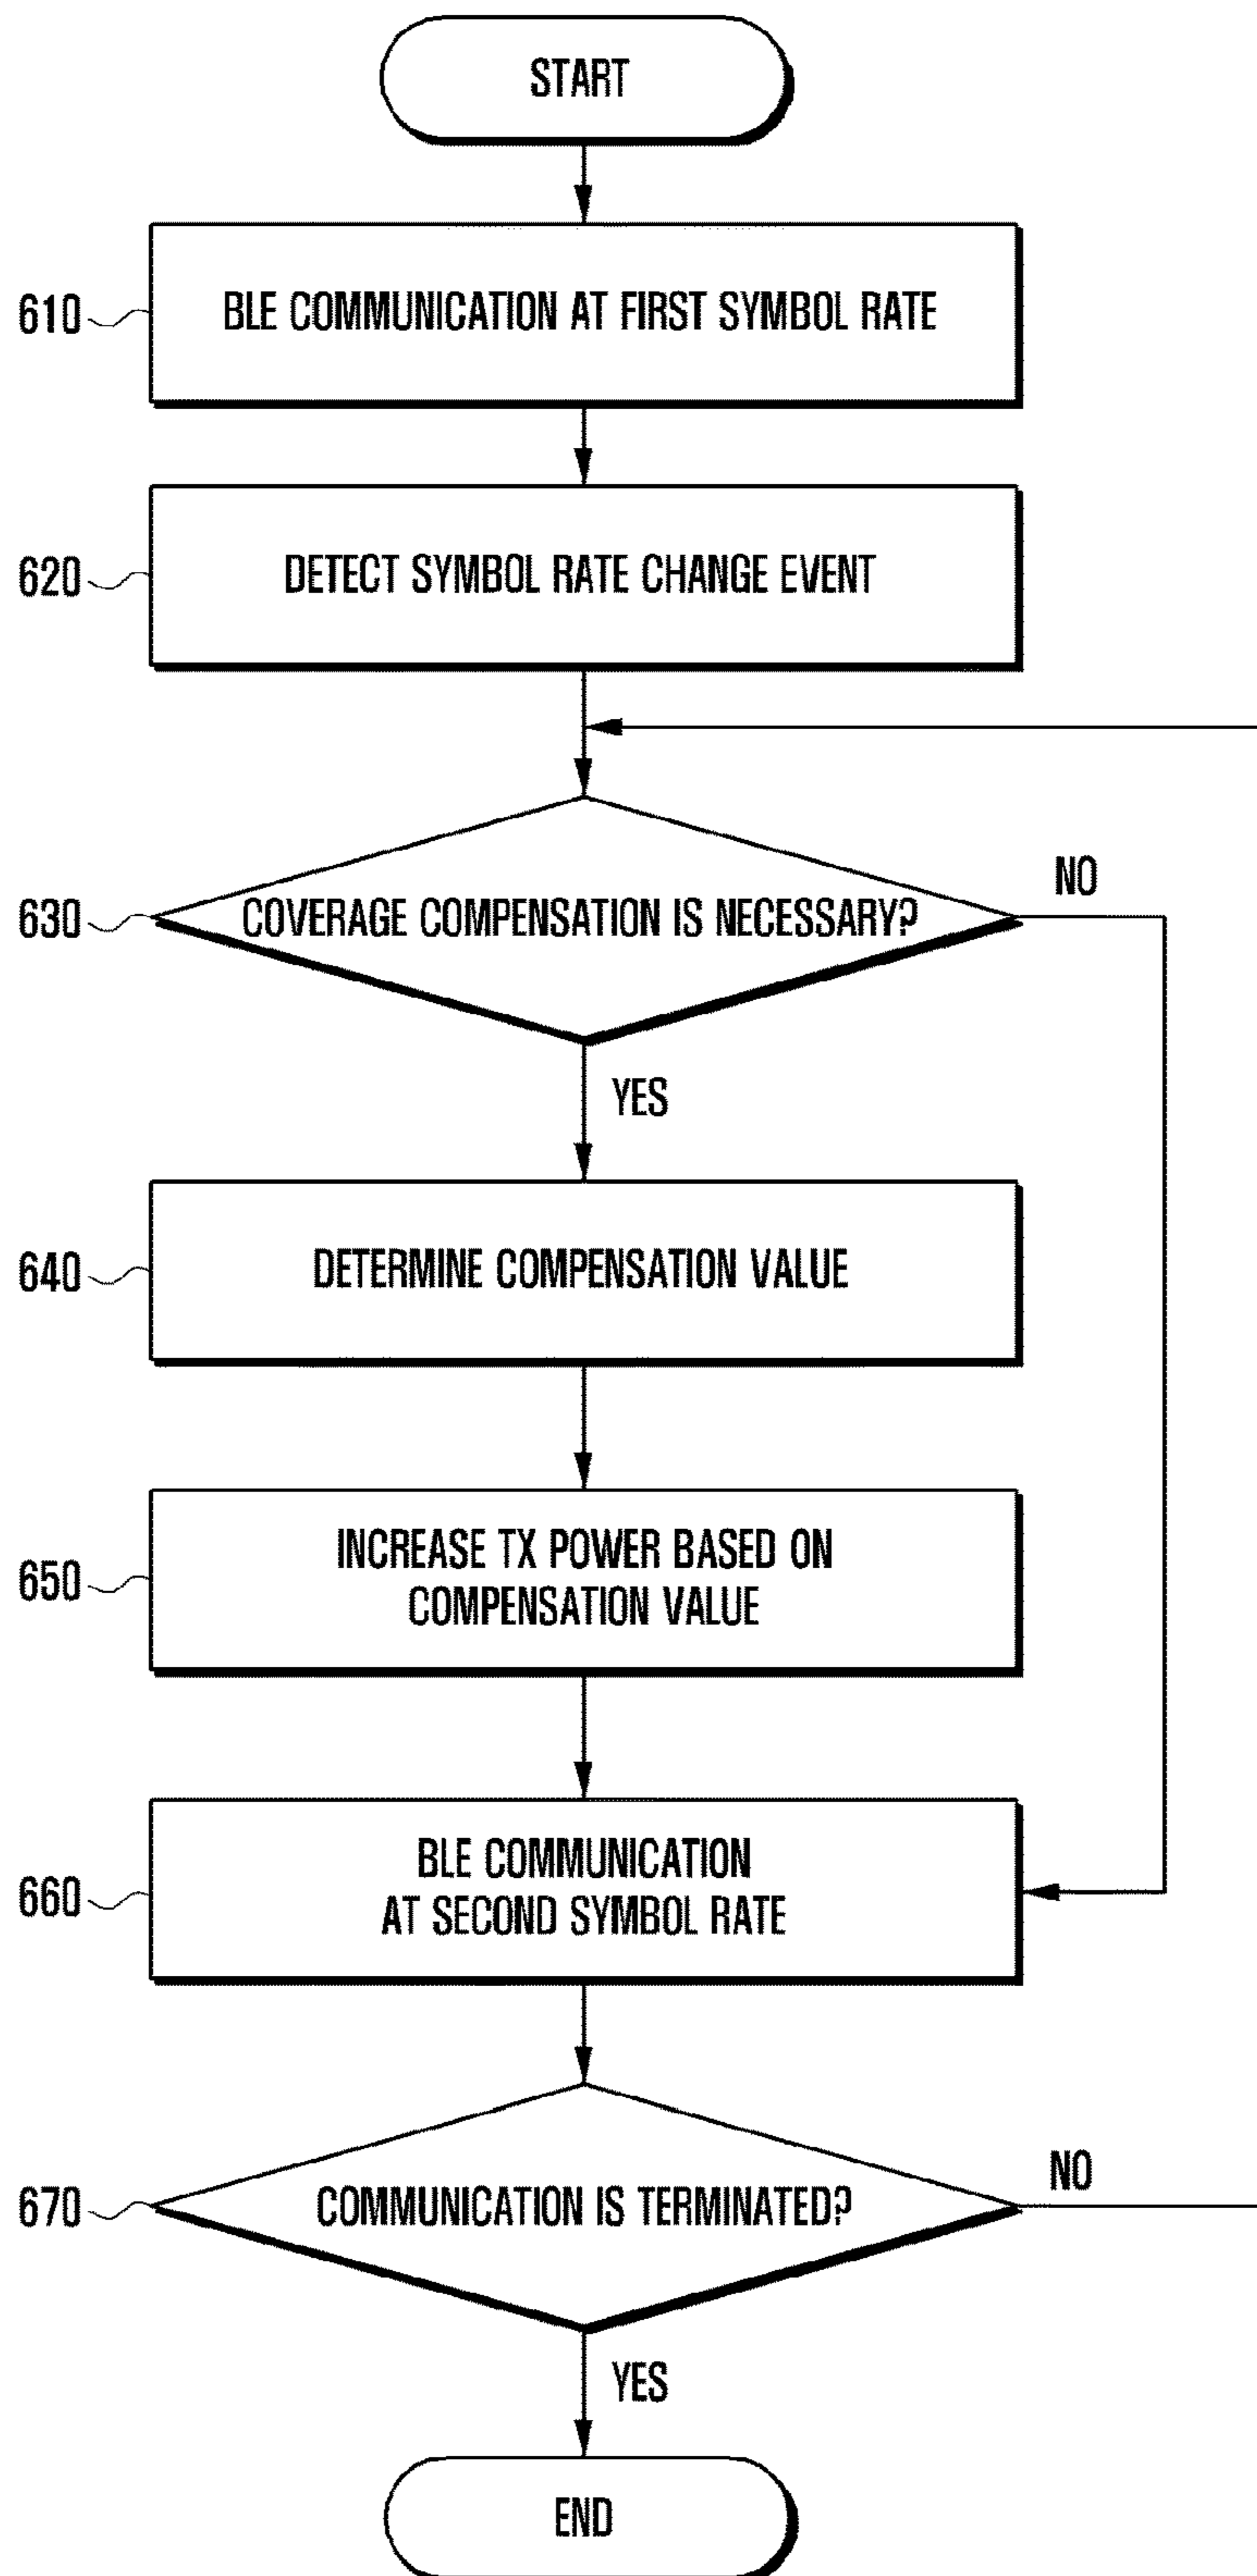 START
610
BLE COMMUNICATION AT FIRST SYMBOL RATE
620
DETECT SYMBOL RATE CHANGE EVENT
630
COVERAGE COMPENSATION IS NECESSARY?
NO
YES
640
DETERMINE COMPENSATION VALUE
650
INCREASE TX POWER BASED ON
COMPENSATION VALUE
660
BLE COMMUNICATION
AT SECOND SYMBOL RATE
670
COMMUNICATION IS TERMINATED?
NO
YES
END